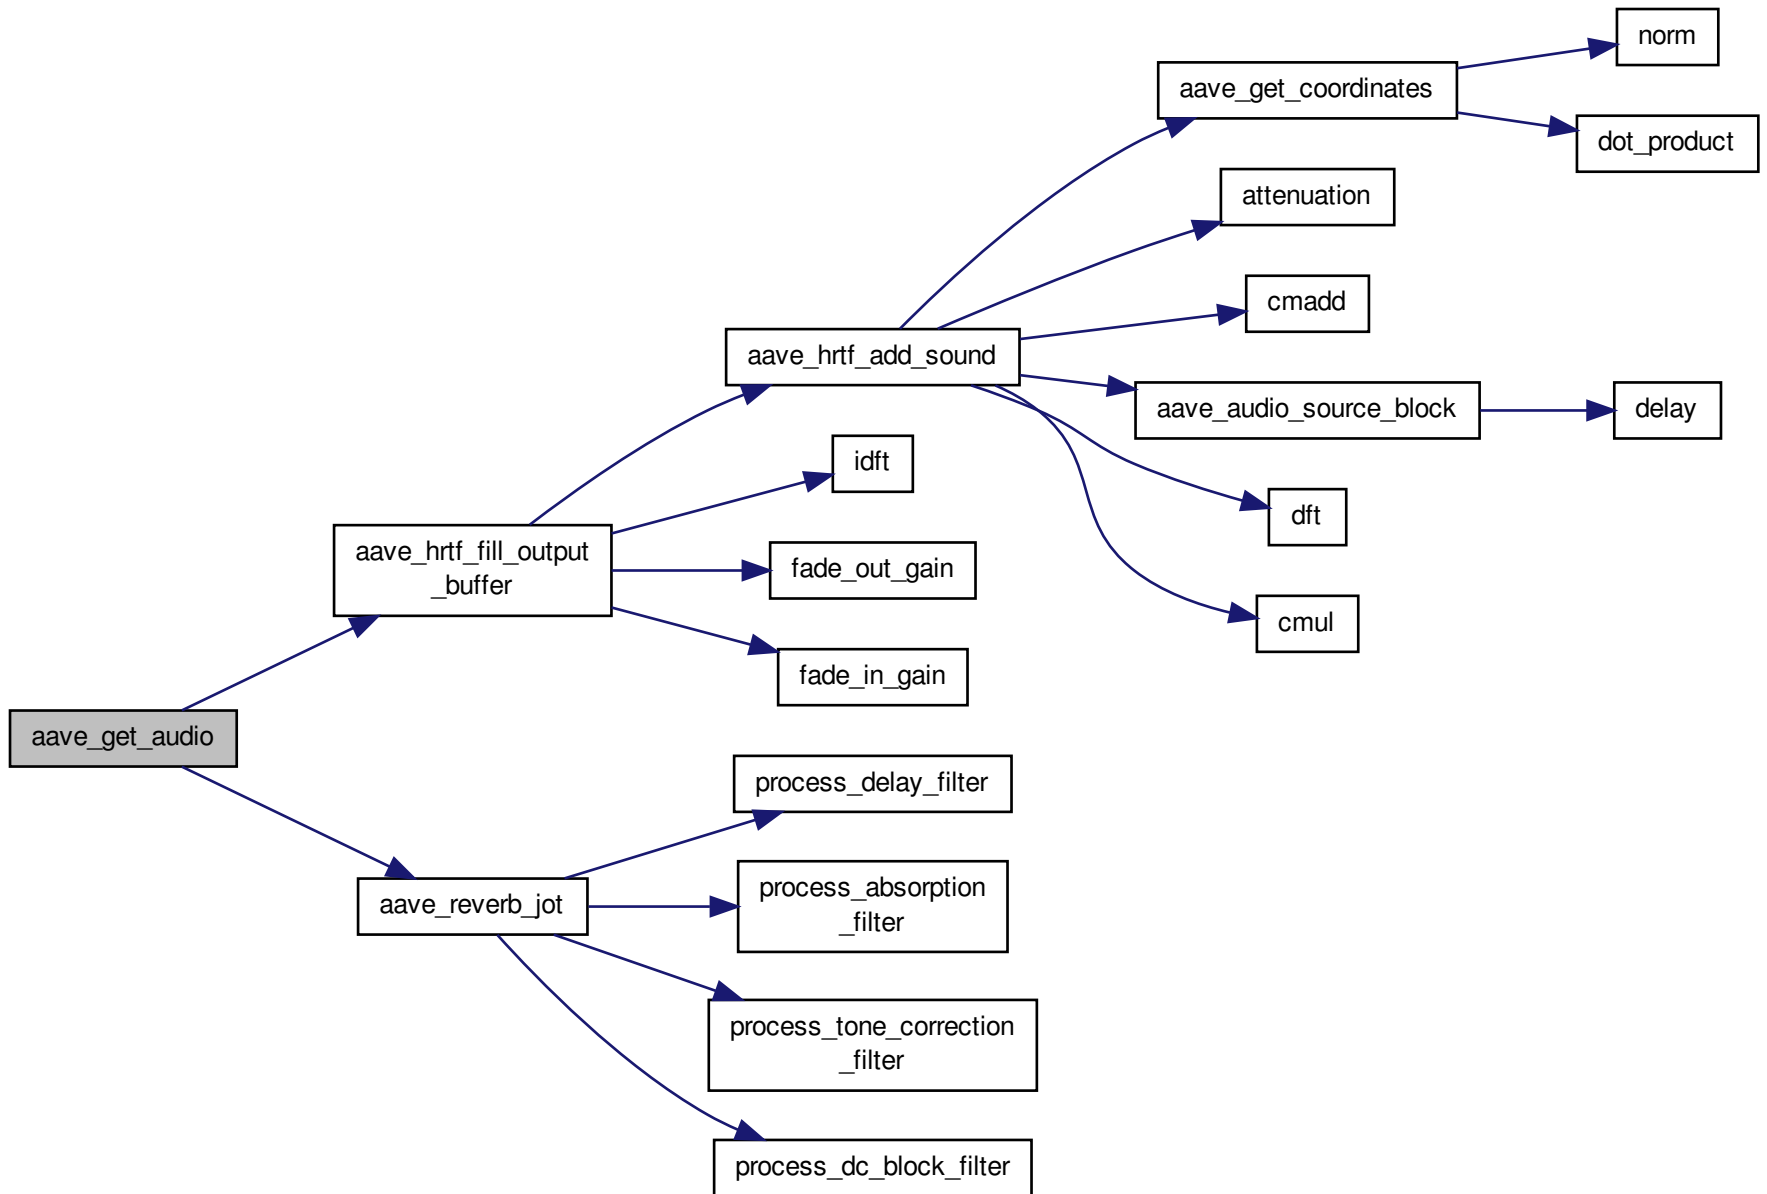 norm
aave_get_coordinates
dot_product
attenuation
cmadd
aave_hrtf_add_sound
aave_audio_source_block
delay
idft
dft
aave_hrtf_fill_output
_buffer
fade_out_gain
cmul
fade_in_gain
aave_get_audio
process_delay_filter
process_absorption
_filter
aave_reverb_jot
process_tone_correction
_filter
process_dc_block_filter